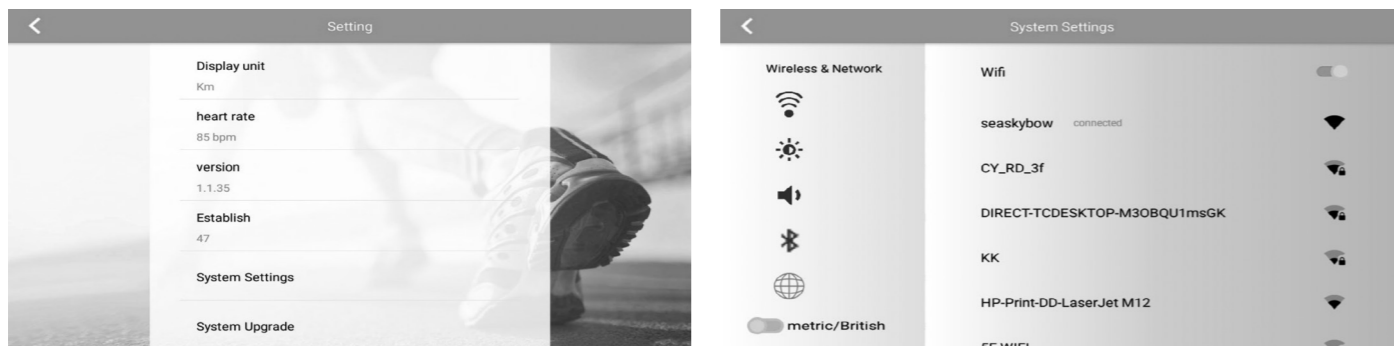 Setting
Display unit
Km
heart rate
85 bpm
version
1.1.35
Establish
47
System Settings
System Upgrade
System Settings
Wireless & Network
metric/British
Wifi
seaskybow connected
CY_RD_3f
DIRECT-TCDESKTOP-M3OBQU1msGK
KK
HP-Print-DD-LaserJet M12